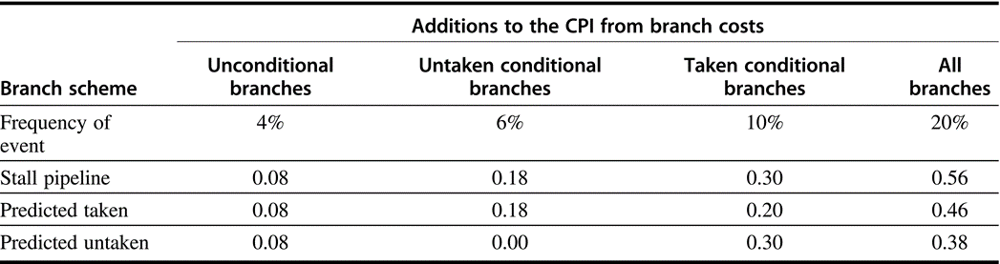 Additions to the CPI from branch costs
Unconditional Untaken conditional Taken conditional All
Branch scheme branches branches branches branches
Frequency of 4% 6% 10% 20%
event
Stall pipeline 0.08 0.18 0.30 0.56
Predicted taken 0.08 0.18 0.20 0.46
Predicted untaken 0.08 0.00 0.30 0.38